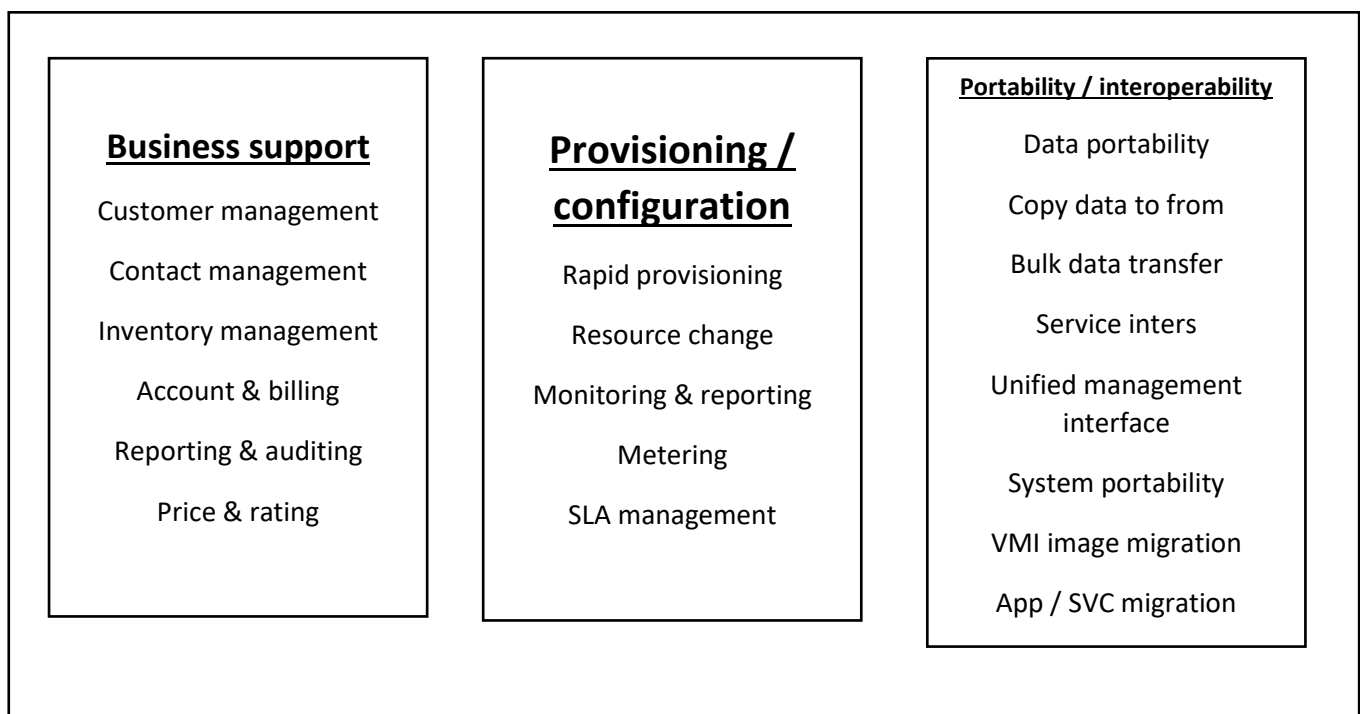 Business support
Customer management
Contact management
Inventory management
Account & billing
Reporting & auditing
Price & rating
Provisioning /
configuration
Rapid provisioning
Resource change
Monitoring & reporting
Metering
SLA management
Portability / interoperability
Data portability
Copy data to from
Bulk data transfer
Service inters
Unified management
interface
System portability
VMI image migration
App / SVC migration